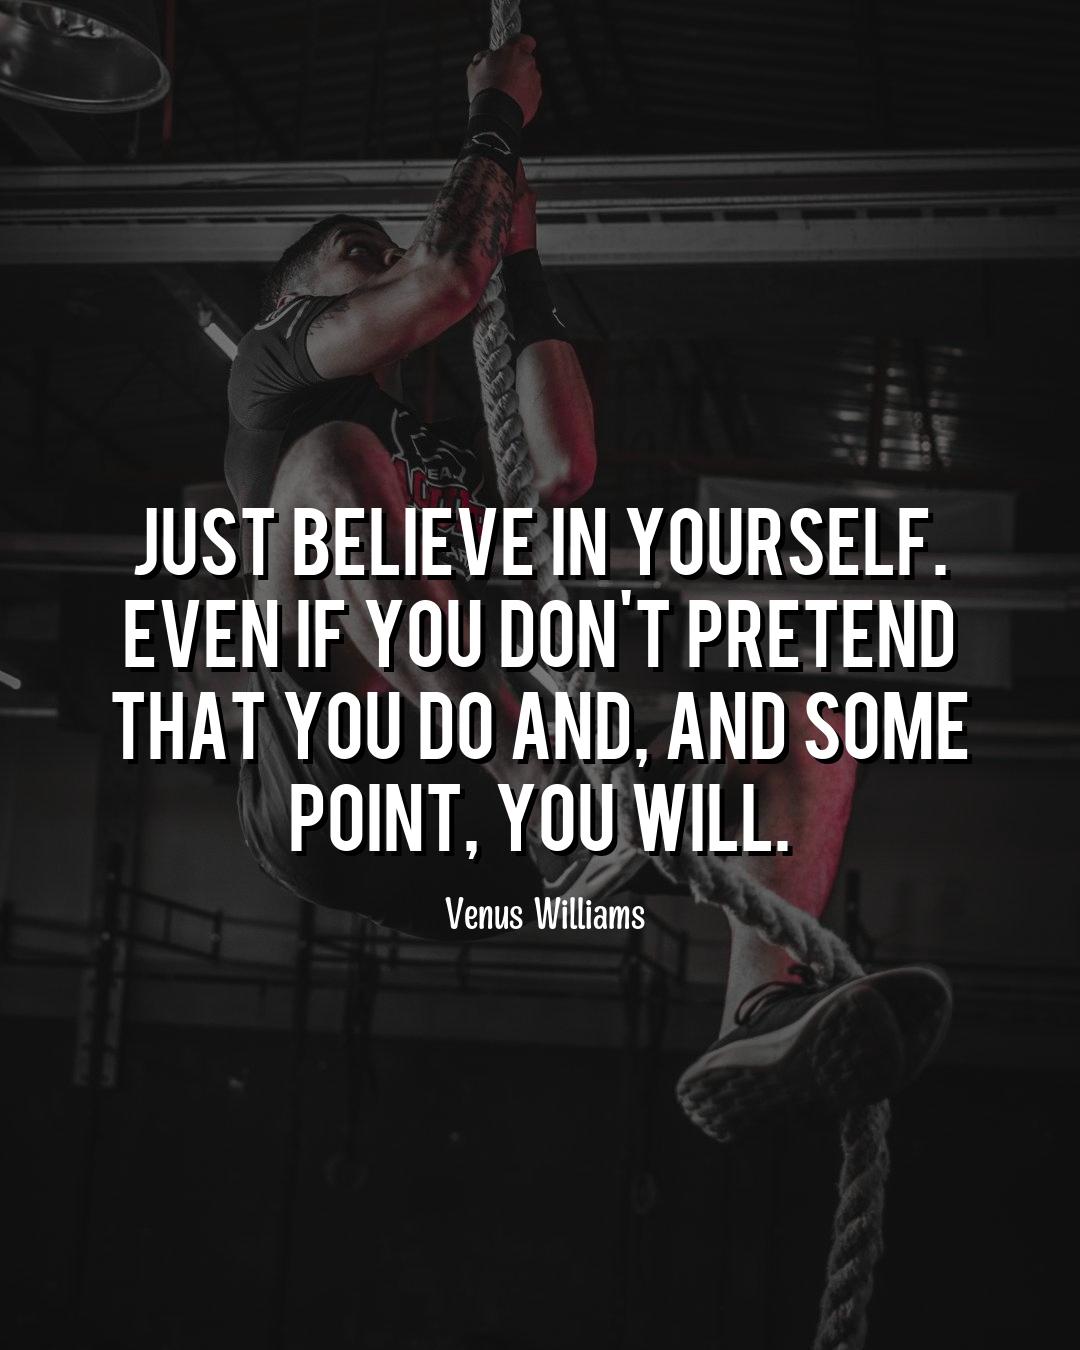 JUST BELIEVE IN YOURSELF.
EVEN IF YOU DON'T PRETEND
THAT YOU DO AND, AND SOME
POINT, YOU WILL.
Venus Williams